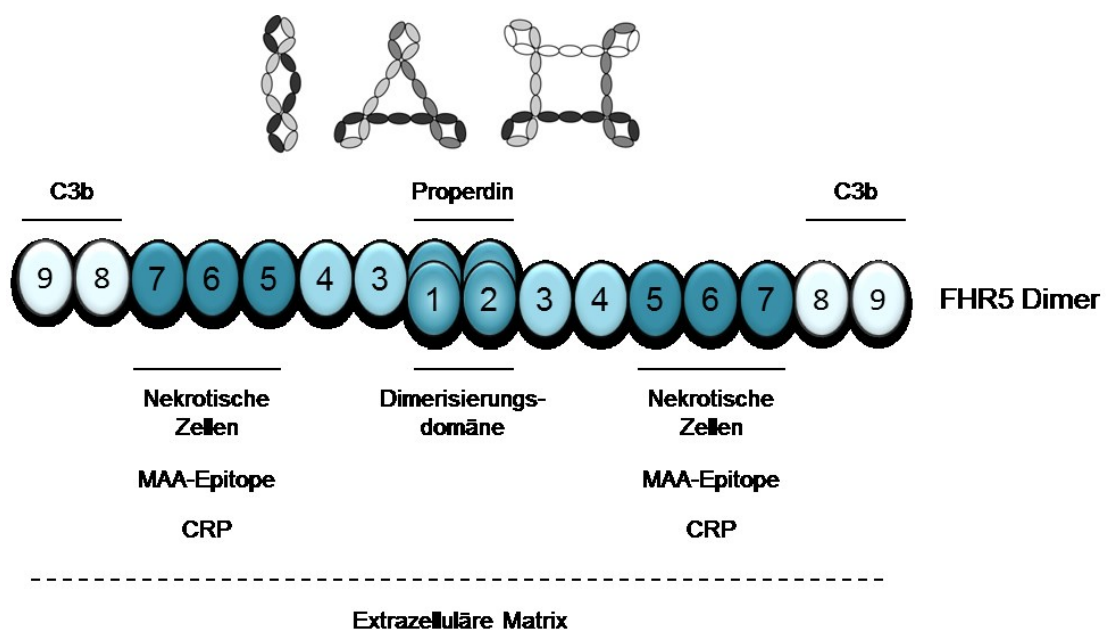 C3b Properdin C3b
9 8 7 6 5 4 3 1 2 3 4 5 6 7 8 9 FHR5 Dimer
Nekrotische Dimerisierungs- Nekrotische
Zellen domäne Zellen
MAA-Epitope MAA-Epitope
CRP CRP
Extrazelluläre Matrix